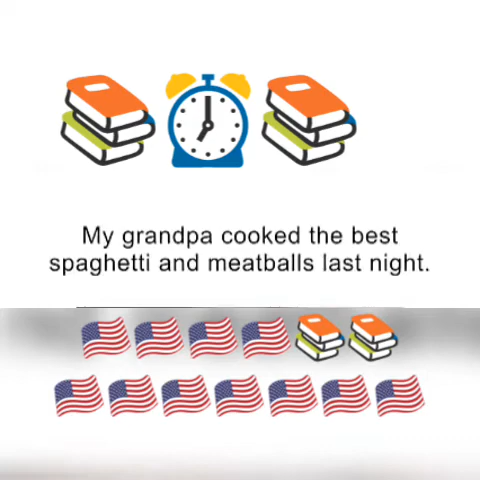 My grandpa cooked the best
spaghetti and meatballs last night.